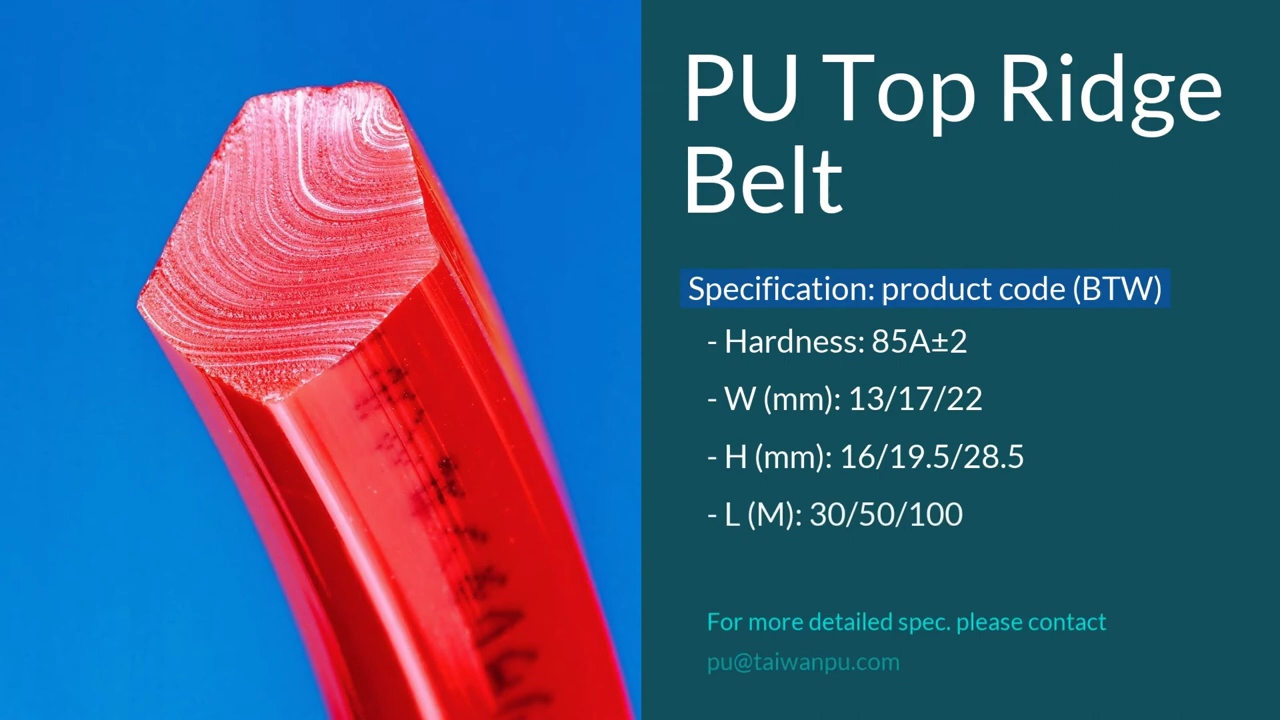 PU Top Ridge
Belt
Specification: product code (BTW)
- Hardness: 85A±2
- W (mm): 13/17/22
- H (mm): 16/19.5/28.5
- L (M): 30/50/100
For more detailed spec. please contact
pu@taiwanpu.com